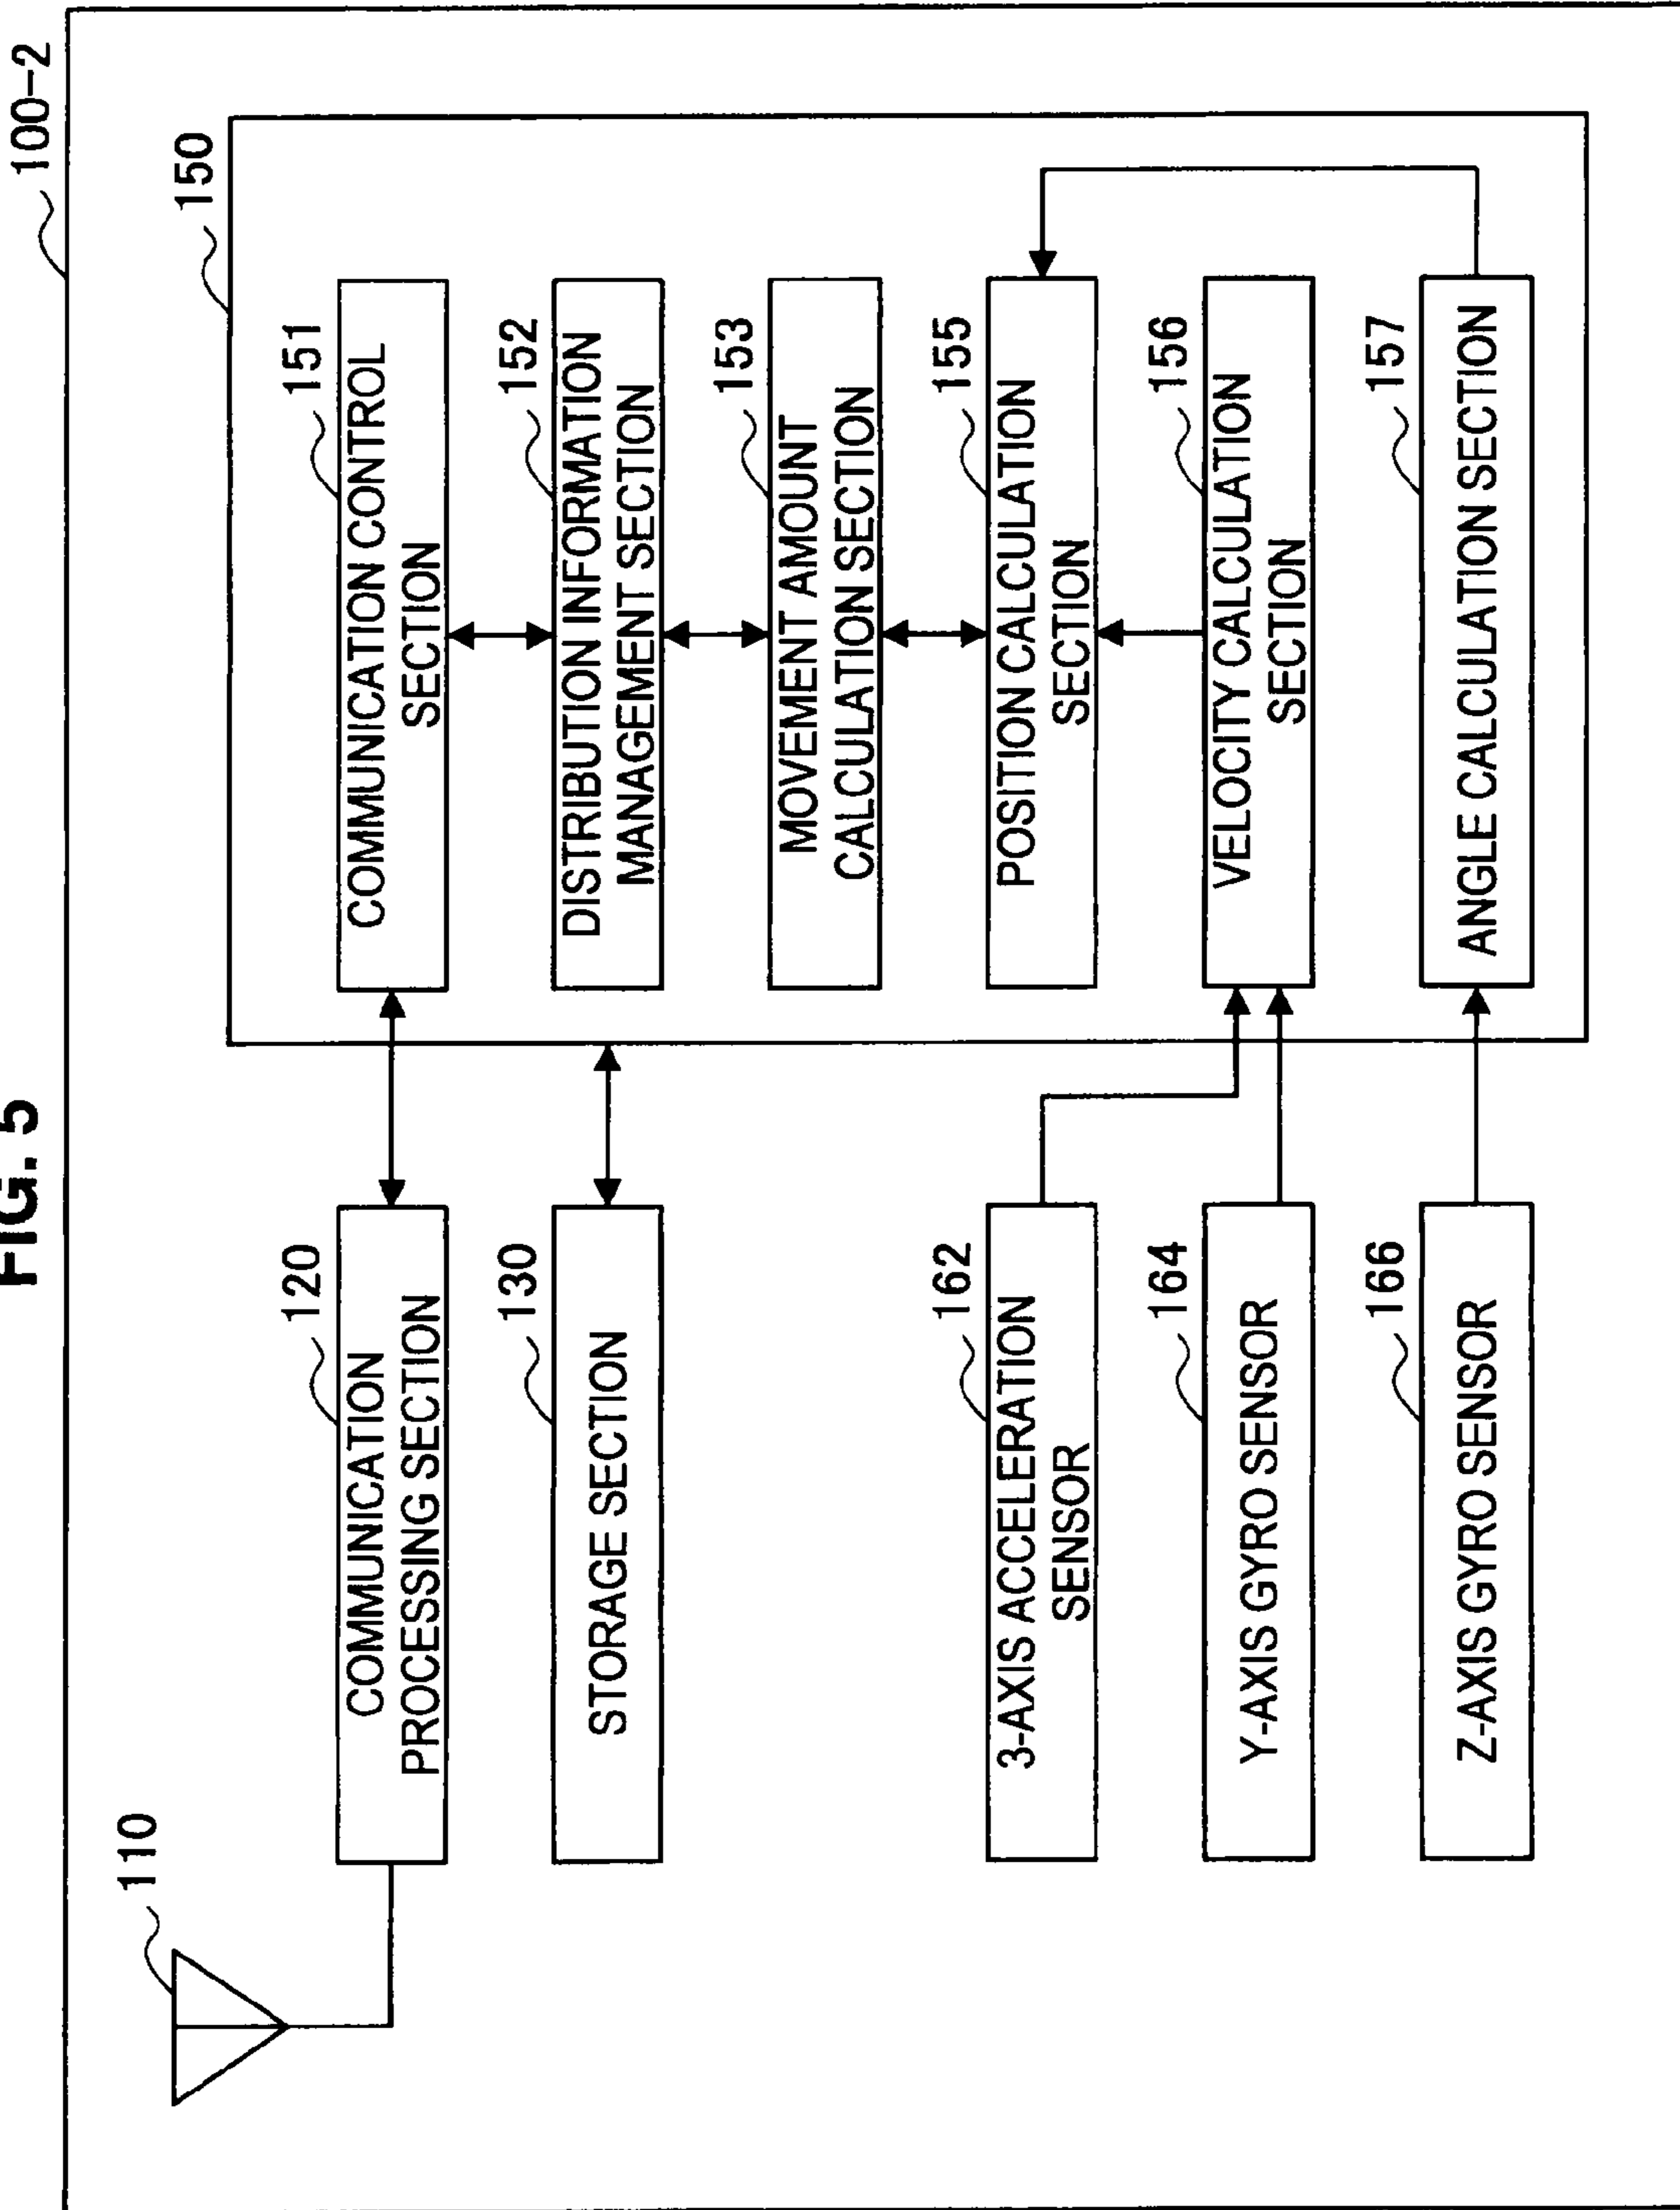 FIG. 5
100-2
110
120
COMMUNICATION
PROCESSING SECTION
130
STORAGE SECTION
162
3-AXIS ACCELERATION
SENSOR
164
Y-AXIS GYRO SENSOR
166
Z-AXIS GYRO SENSOR
150
151
COMMUNICATION CONTROL
SECTION
152
DISTRIBUTION INFORMATION
MANAGEMENT SECTION
153
MOVEMENT AMOUNT
CALCULATION SECTION
155
POSITION CALCULATION
SECTION
156
VELOCITY CALCULATION
SECTION
157
ANGLE CALCULATION SECTION